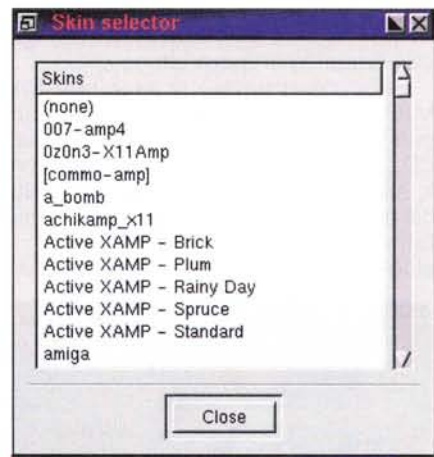 Skin selector
Skins
(none)
007-amp4
0z0n3-X11Amp
[commo-amp]
a_bomb
achikamp_x11
Active XAMP - Brick
Active XAMP - Plum
Active XAMP - Rainy Day
Active XAMP - Spruce
Active XAMP - Standard
amiga
Close